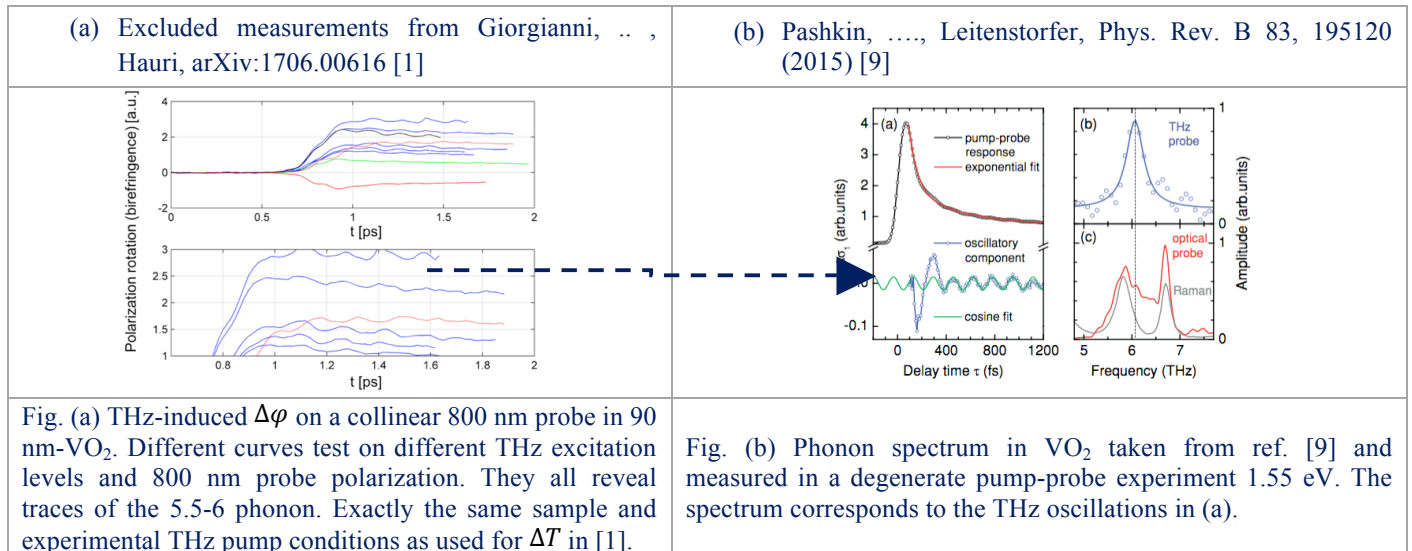 (a) Excluded measurements from Giorgianni, .. ,
Hauri, arXiv:1706.00616 [1]
(b) Pashkin, …., Leitenstorfer, Phys. Rev. B 83, 195120
(2015) [9]
Polarization rotation (birefringence) [a.u.]
4
2
0
-2
0
0.5
1
1.5
2
t [ps]
3
2.5
2
1.5
1
0.8
1
1.2
1.4
1.6
1.8
2
t [ps]
(a)
pump-probe
response
exponential fit
oscillatory
component
cosine fit
(arb.units)
4
3
2
1
-0.1
0
400
800
1200
Delay time τ (fs)
(b)
THz
probe
1
0
(c)
optical
probe
Raman
1
0
Amplitude (arb.units)
5
6
7
Frequency (THz)
Fig. (a) THz-induced Δφ on a collinear 800 nm probe in 90
nm-VO₂. Different curves test on different THz excitation
levels and 800 nm probe polarization. They all reveal
traces of the 5.5-6 phonon. Exactly the same sample and
experimental THz pump conditions as used for ΔT in [1].
Fig. (b) Phonon spectrum in VO₂ taken from ref. [9] and
measured in a degenerate pump-probe experiment 1.55 eV. The
spectrum corresponds to the THz oscillations in (a).